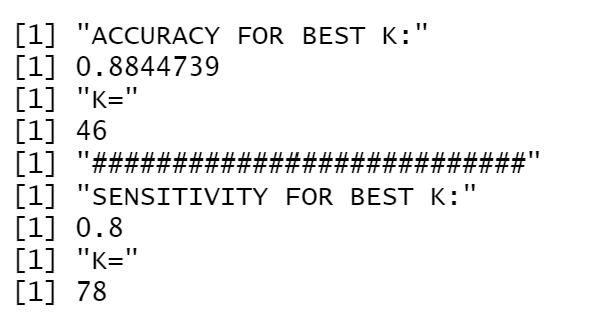 [1] "ACCURACY FOR BEST K:"
[1] 0.8844739
[1] "K="
[1] 46
[1] "###########################"
[1] "SENSITIVITY FOR BEST K:"
[1] 0.8
[1] "K="
[1] 78